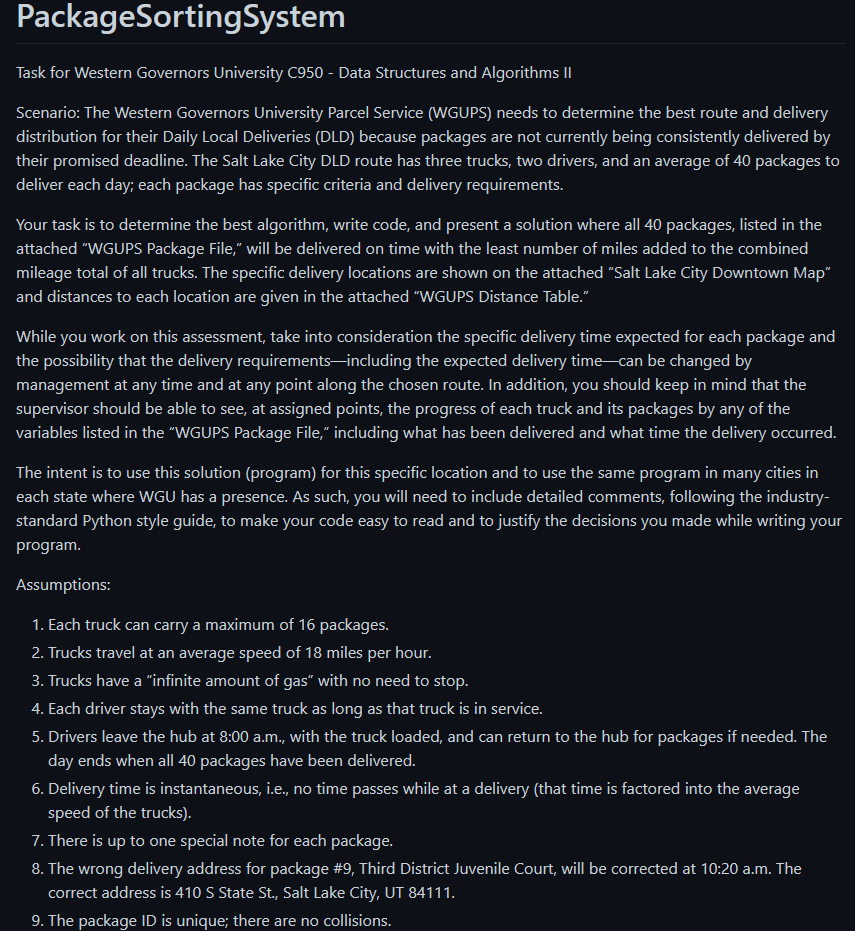 PackageSortingSystem
Task for Western Governors University C950 - Data Structures and Algorithms II
Scenario: The Western Governors University Parcel Service (WGUPS) needs to determine the best route and delivery
distribution for their Daily Local Deliveries (DLD) because packages are not currently being consistently delivered by
their promised deadline. The Salt Lake City DLD route has three trucks, two drivers, and an average of 40 packages to
deliver each day; each package has specific criteria and delivery requirements.
Your task is to determine the best algorithm, write code, and present a solution where all 40 packages, listed in the
attached “WGUPS Package File,” will be delivered on time with the least number of miles added to the combined
mileage total of all trucks. The specific delivery locations are shown on the attached “Salt Lake City Downtown Map”
and distances to each location are given in the attached “WGUPS Distance Table.”
While you work on this assessment, take into consideration the specific delivery time expected for each package and
the possibility that the delivery requirements—including the expected delivery time—can be changed by
management at any time and at any point along the chosen route. In addition, you should keep in mind that the
supervisor should be able to see, at assigned points, the progress of each truck and its packages by any of the
variables listed in the “WGUPS Package File,” including what has been delivered and what time the delivery occurred.
The intent is to use this solution (program) for this specific location and to use the same program in many cities in
each state where WGU has a presence. As such, you will need to include detailed comments, following the industry-
standard Python style guide, to make your code easy to read and to justify the decisions you made while writing your
program.
Assumptions:
1. Each truck can carry a maximum of 16 packages.
2. Trucks travel at an average speed of 18 miles per hour.
3. Trucks have a “infinite amount of gas” with no need to stop.
4. Each driver stays with the same truck as long as that truck is in service.
5. Drivers leave the hub at 8:00 a.m., with the truck loaded, and can return to the hub for packages if needed. The
day ends when all 40 packages have been delivered.
6. Delivery time is instantaneous, i.e., no time passes while at a delivery (that time is factored into the average
speed of the trucks).
7. There is up to one special note for each package.
8. The wrong delivery address for package #9, Third District Juvenile Court, will be corrected at 10:20 a.m. The
correct address is 410 S State St., Salt Lake City, UT 84111.
9. The package ID is unique; there are no collisions.